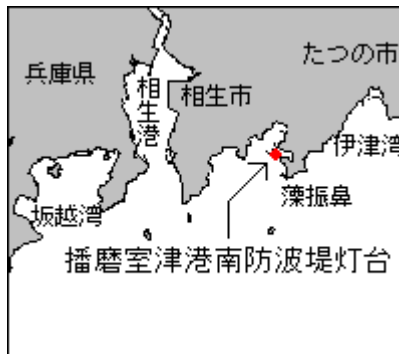 たつの市
兵庫県
相生港
相生市
伊津湾
藻振鼻
坂越湾
播磨室津港南防波堤灯台